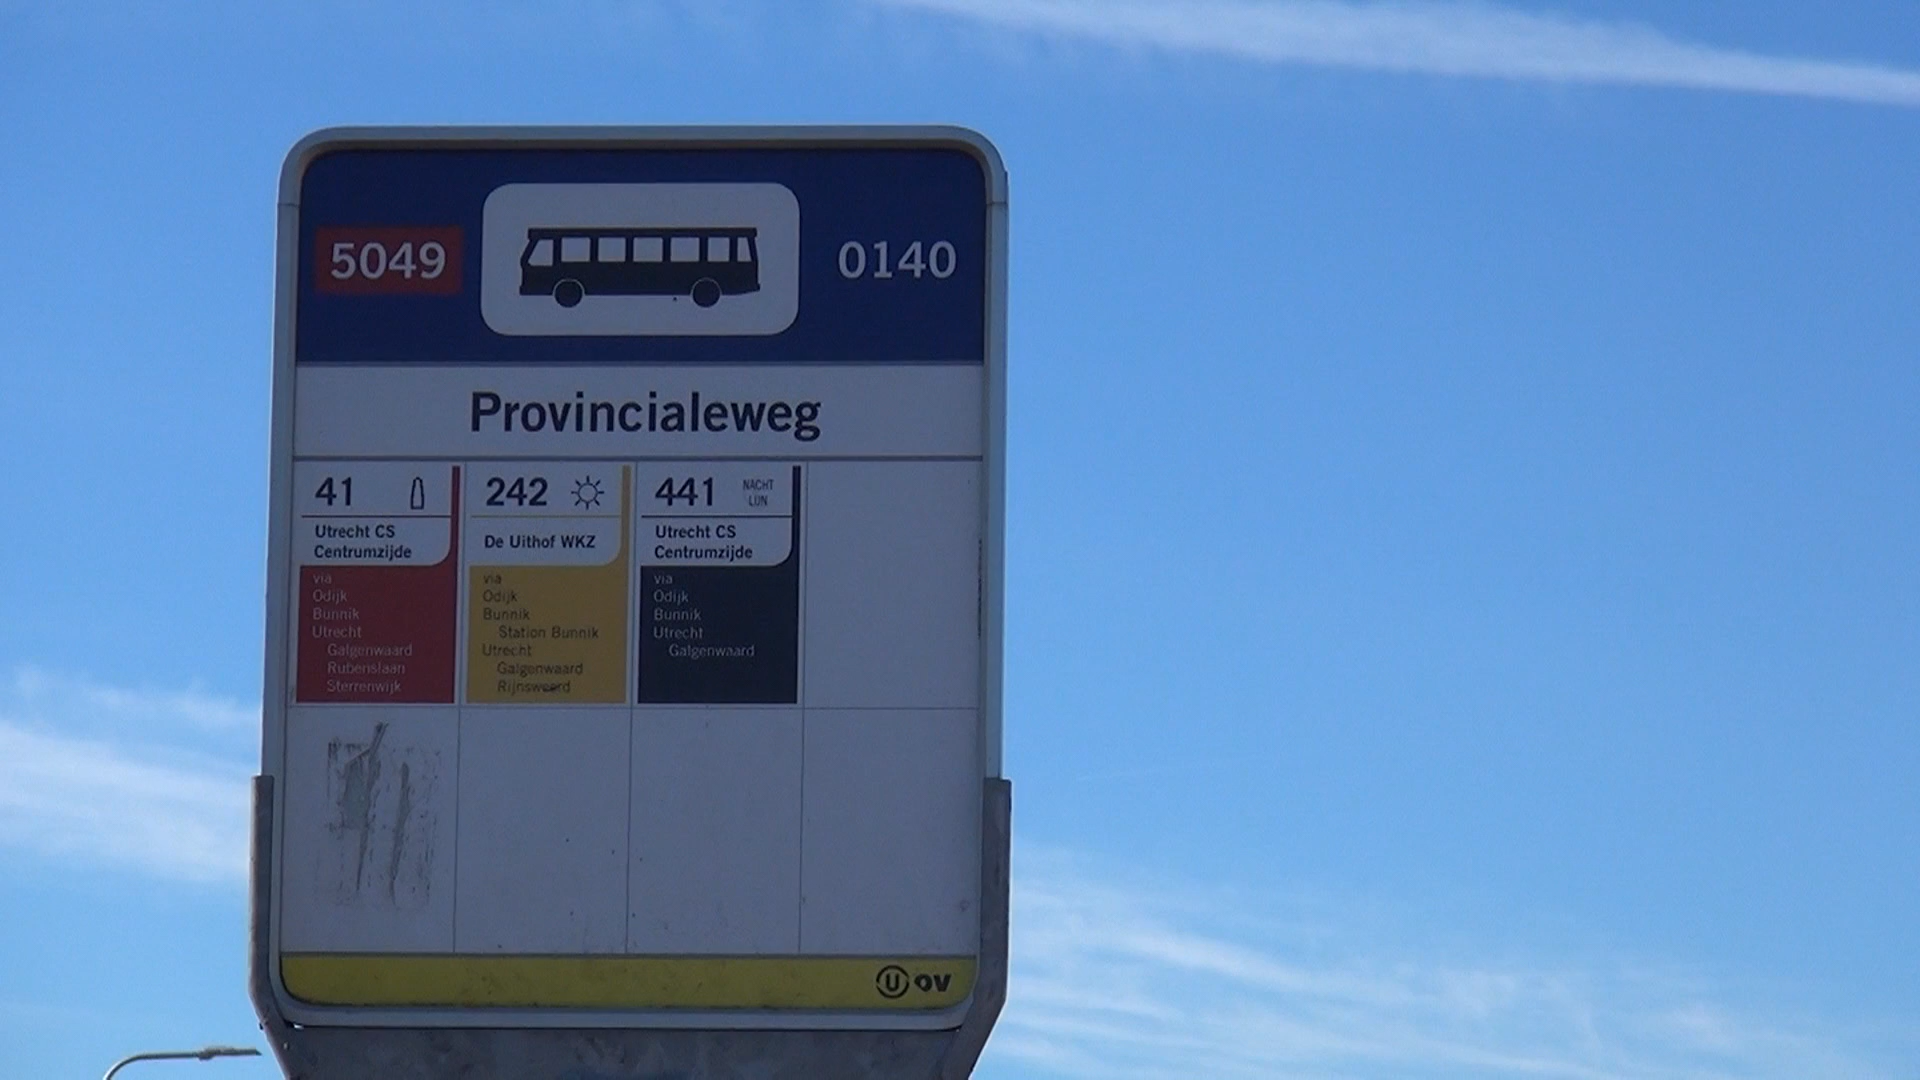 5049
0140
Provincialeweg
41
Utrecht CS
Centrumzijde
via
Odijk
Bunnik
Utrecht
Galgenwaard
Rubenslaan
Sterrenwijk
242
De Uithof WKZ
via
Odijk
Bunnik
Station Bunnik
Utrecht
Galgenwaard
Rijnsweerd
441 NACHT
LIJN
Utrecht CS
Centrumzijde
via
Odijk
Bunnik
Utrecht
Galgenwaard
U OV